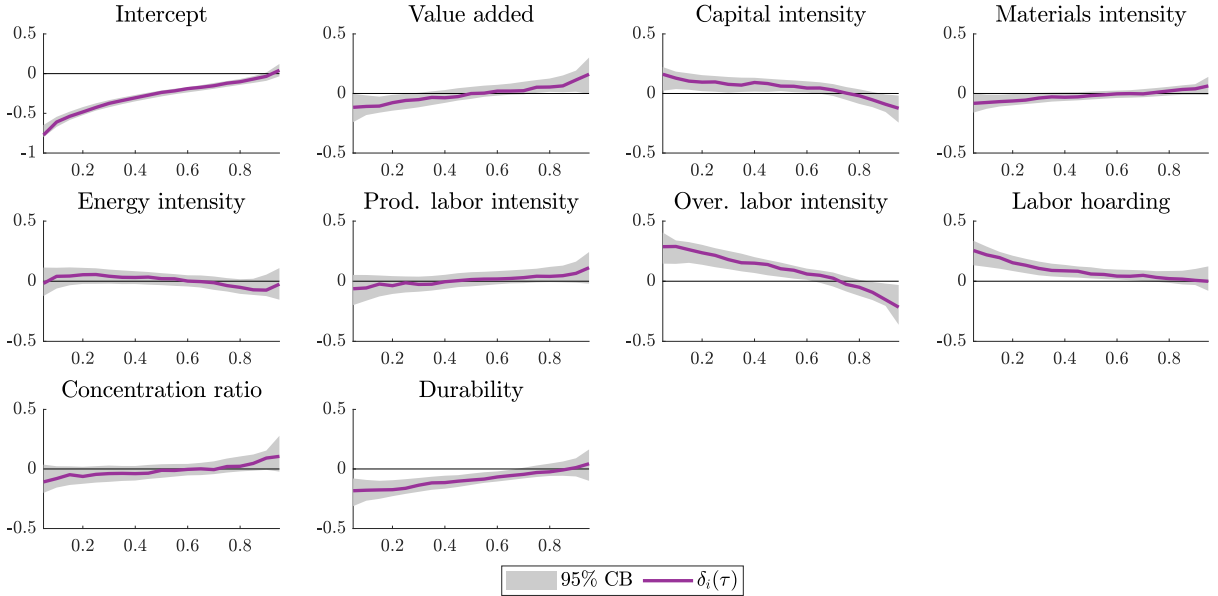 Intercept
Value added
Capital intensity
Materials intensity
0.5
0
-0.5
-1
0.2 0.4 0.6 0.8
0.5
0
-0.5
0.2 0.4 0.6 0.8
0.5
0
-0.5
0.2 0.4 0.6 0.8
0.5
0
-0.5
0.2 0.4 0.6 0.8
Energy intensity
Prod. labor intensity
Over. labor intensity
Labor hoarding
0.5
0
-0.5
0.2 0.4 0.6 0.8
0.5
0
-0.5
0.2 0.4 0.6 0.8
0.5
0
-0.5
0.2 0.4 0.6 0.8
0.5
0
-0.5
0.2 0.4 0.6 0.8
Concentration ratio
Durability
0.5
0
-0.5
0.2 0.4 0.6 0.8
0.5
0
-0.5
0.2 0.4 0.6 0.8
95% CB δᵢ(τ)